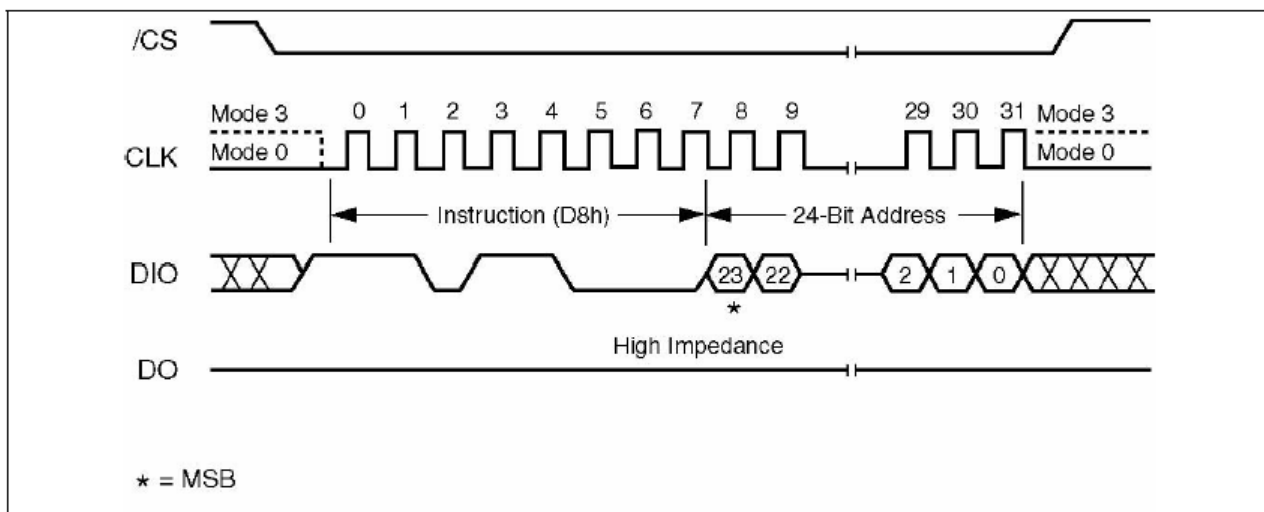 /CS
Mode 3 0 1 2 3 4 5 6 7 8 9 29 30 31 Mode 3
CLK Mode 0 Mode 0
Instruction (D8h) 24-Bit Address
DIO 23 22 2 1 0
*
High Impedance
DO
* = MSB